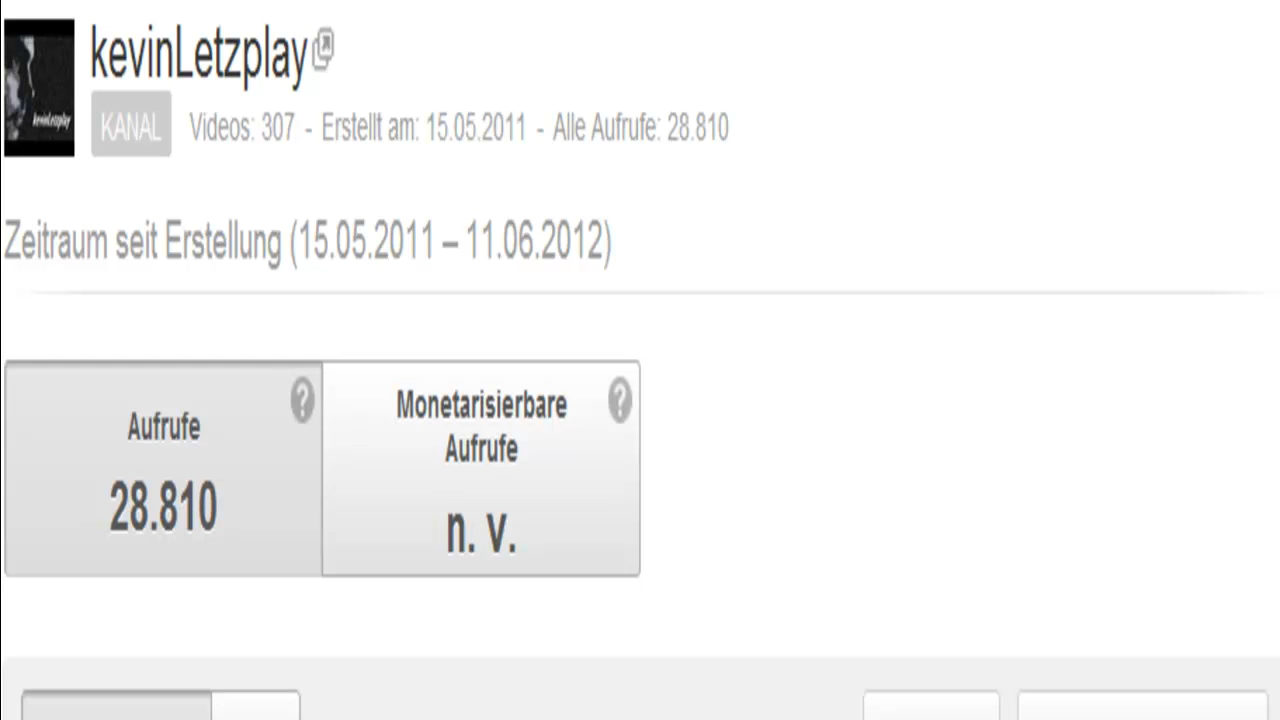 kevinLetzplay
kevinLetsplay
KANAL Videos: 307 - Erstellt am: 15.05.2011 - Alle Aufrufe: 28.810
Zeitraum seit Erstellung (15.05.2011 – 11.06.2012)
Aufrufe
28.810
Monetarisierbare
Aufrufe
n. v.